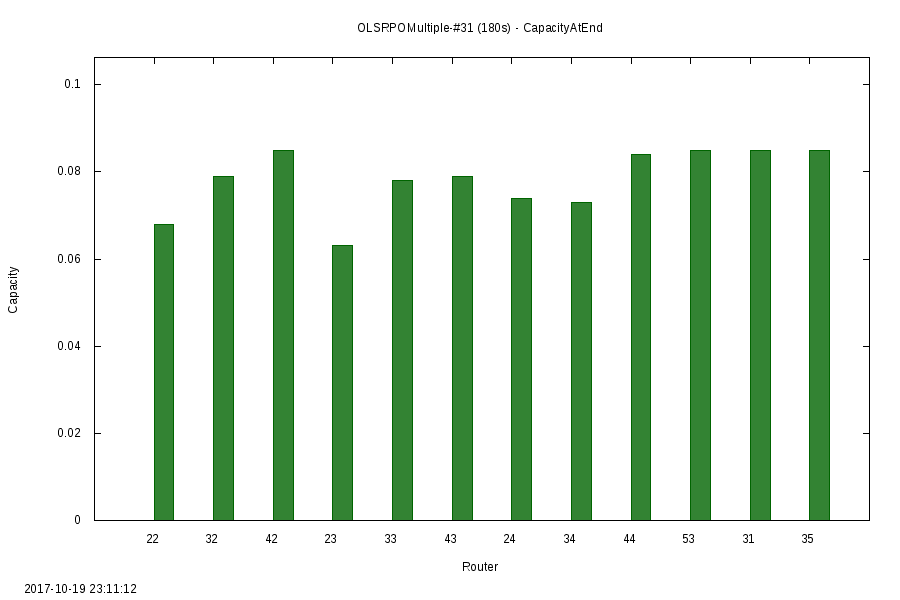 OLSRPOMultiple-#31 (180s) - CapacityAtEnd
0.1
0.08
0.06
0.04
0.02
0
Capacity
22 32 42 23 33 43 24 34 44 53 31 35
Router
2017-10-19 23:11:12